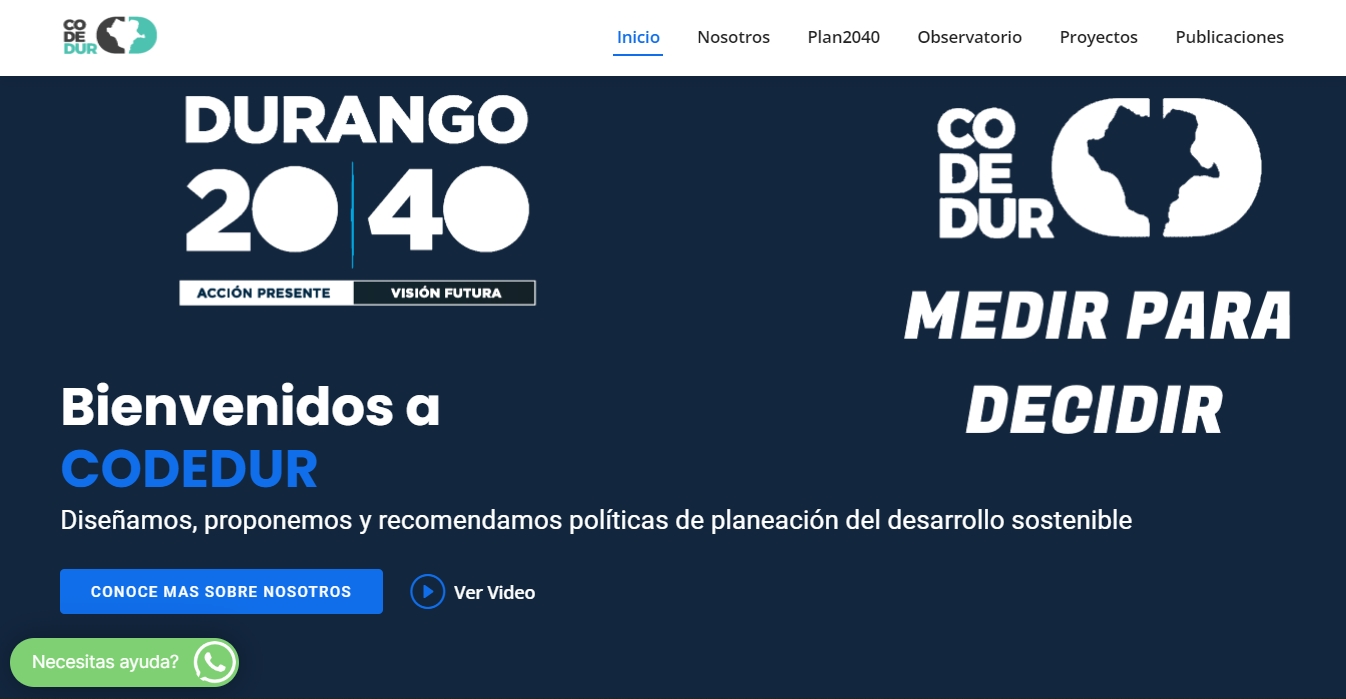 CO
DE
DUR
Inicio
Nosotros
Plan2040
Observatorio
Proyectos
Publicaciones
DURANGO
20|40
ACCIÓN PRESENTE
VISIÓN FUTURA
CO
DE
DUR
MEDIR PARA
DECIDIR
Bienvenidos a
CODEDUR
Diseñamos, proponemos y recomendamos políticas de planeación del desarrollo sostenible
CONOCE MAS SOBRE NOSOTROS
Ver Video
Necesitas ayuda?